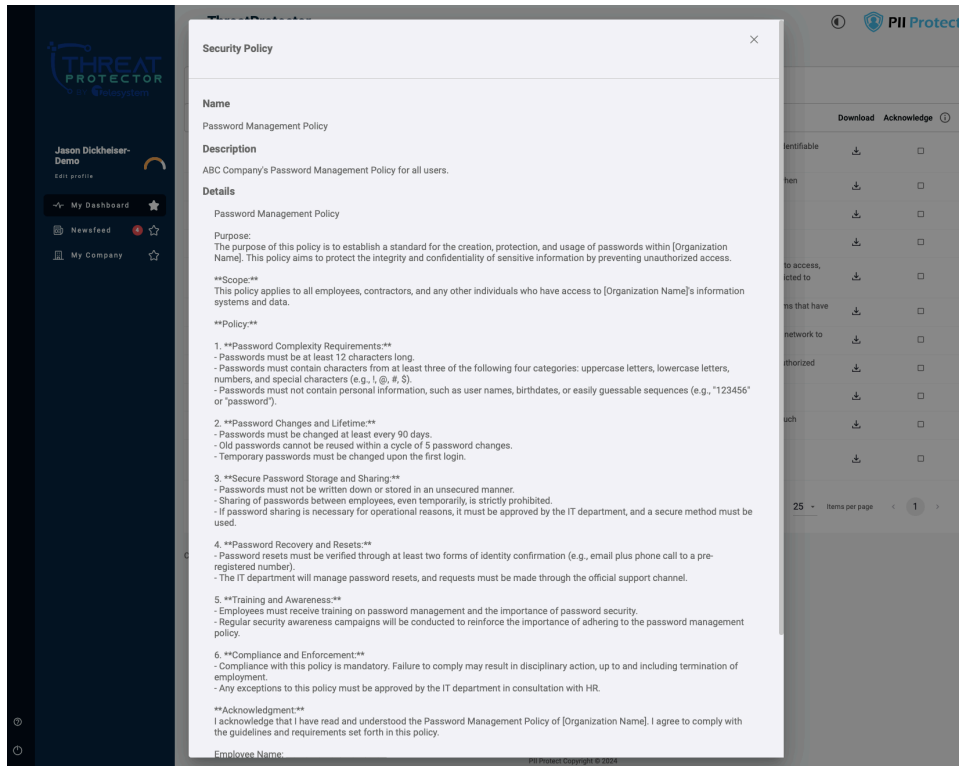 ThreatProtector
PII Protect
THREAT
PROTECTOR
Security Policy
Name
Password Management Policy
Description
ABC Company's Password Management Policy for all users.
Details
Password Management Policy
Purpose:
The purpose of this policy is to establish a standard for the creation, protection, and usage of passwords within [Organization
Name]. This policy aims to protect the integrity and confidentiality of sensitive information by preventing unauthorized access.
**Scope:**
This policy applies to all employees, contractors, and any other individuals who have access to [Organization Name]'s information
systems and data.
**Policy:**
1. **Password Complexity Requirements:**
- Passwords must be at least 12 characters long.
- Passwords must contain characters from at least three of the following four categories: uppercase letters, lowercase letters,
numbers, and special characters (e.g., !, @, #, $).
- Passwords must not contain personal information, such as user names, birthdates, or easily guessable sequences (e.g., "123456"
or "password").
2. **Password Changes and Lifetime:**
- Passwords must be changed at least every 90 days.
- Old passwords cannot be reused within a cycle of 5 password changes.
- Temporary passwords must be changed upon the first login.
3. **Secure Password Storage and Sharing:**
- Passwords must not be written down or stored in an unsecured manner.
- Sharing of passwords between employees, even temporarily, is strictly prohibited.
- If password sharing is necessary for operational reasons, it must be approved by the IT department, and a secure method must be
used.
4. **Password Recovery and Resets:**
- Password resets must be verified through at least two forms of identity confirmation (e.g., email plus phone call to a pre-
registered number).
- The IT department will manage password resets, and requests must be made through the official support channel.
5. **Training and Awareness:**
- Employees must receive training on password management and the importance of password security.
- Regular security awareness campaigns will be conducted to reinforce the importance of adhering to the password management
policy.
6. **Compliance and Enforcement:**
- Compliance with this policy is mandatory. Failure to comply may result in disciplinary action, up to and including termination of
employment.
- Any exceptions to this policy must be approved by the IT department in consultation with HR.
**Acknowledgment:**
I acknowledge that I have read and understood the Password Management Policy of [Organization Name]. I agree to comply with
the guidelines and requirements set forth in this policy.
Employee Name:
Jason Dickheiser-
Demo
Edit profile
My Dashboard
Newsfeed 4
My Company
Download Acknowledge
dentifiable
hen
to access,
icted to
ms that have
network to
uthorized
uch
25 Items per page 1
PII Protect Copyright © 2024